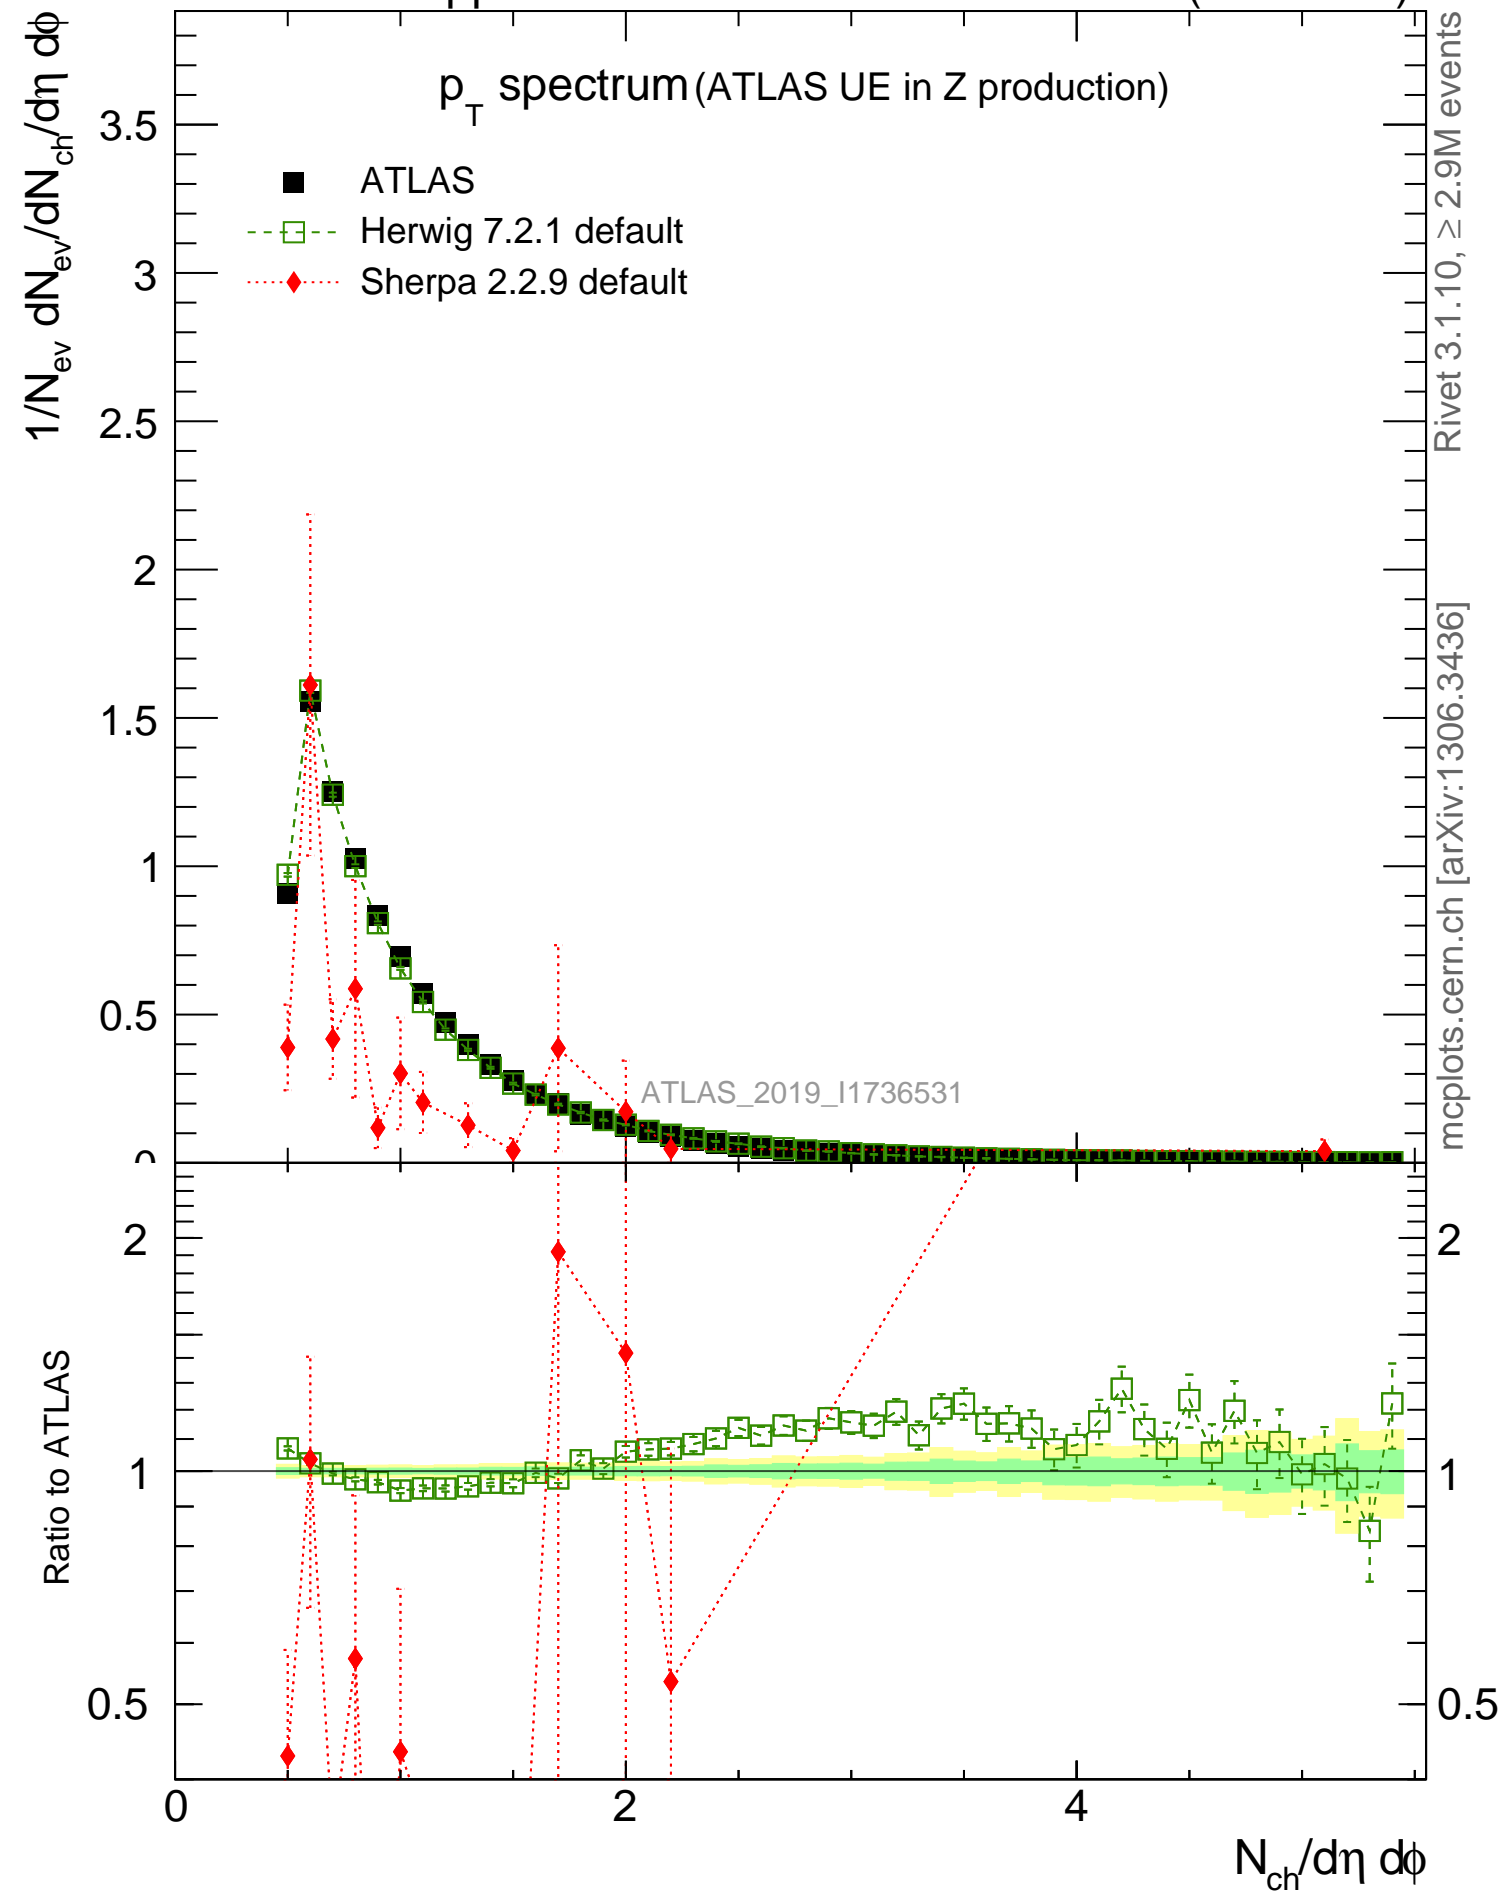 p_T spectrum (ATLAS UE in Z production)
ATLAS
Herwig 7.2.1 default
Sherpa 2.2.9 default
1/N_ev dN_ev/dN_ch/dη dϕ
3.5
3
2.5
2
1.5
1
0.5
0
ATLAS_2019_I1736531
Rivet 3.1.10, ≥ 2.9M events
mcplots.cern.ch [arXiv:1306.3436]
Ratio to ATLAS
2
1
0.5
2
1
0.5
0
2
4
N_ch/dη dϕ